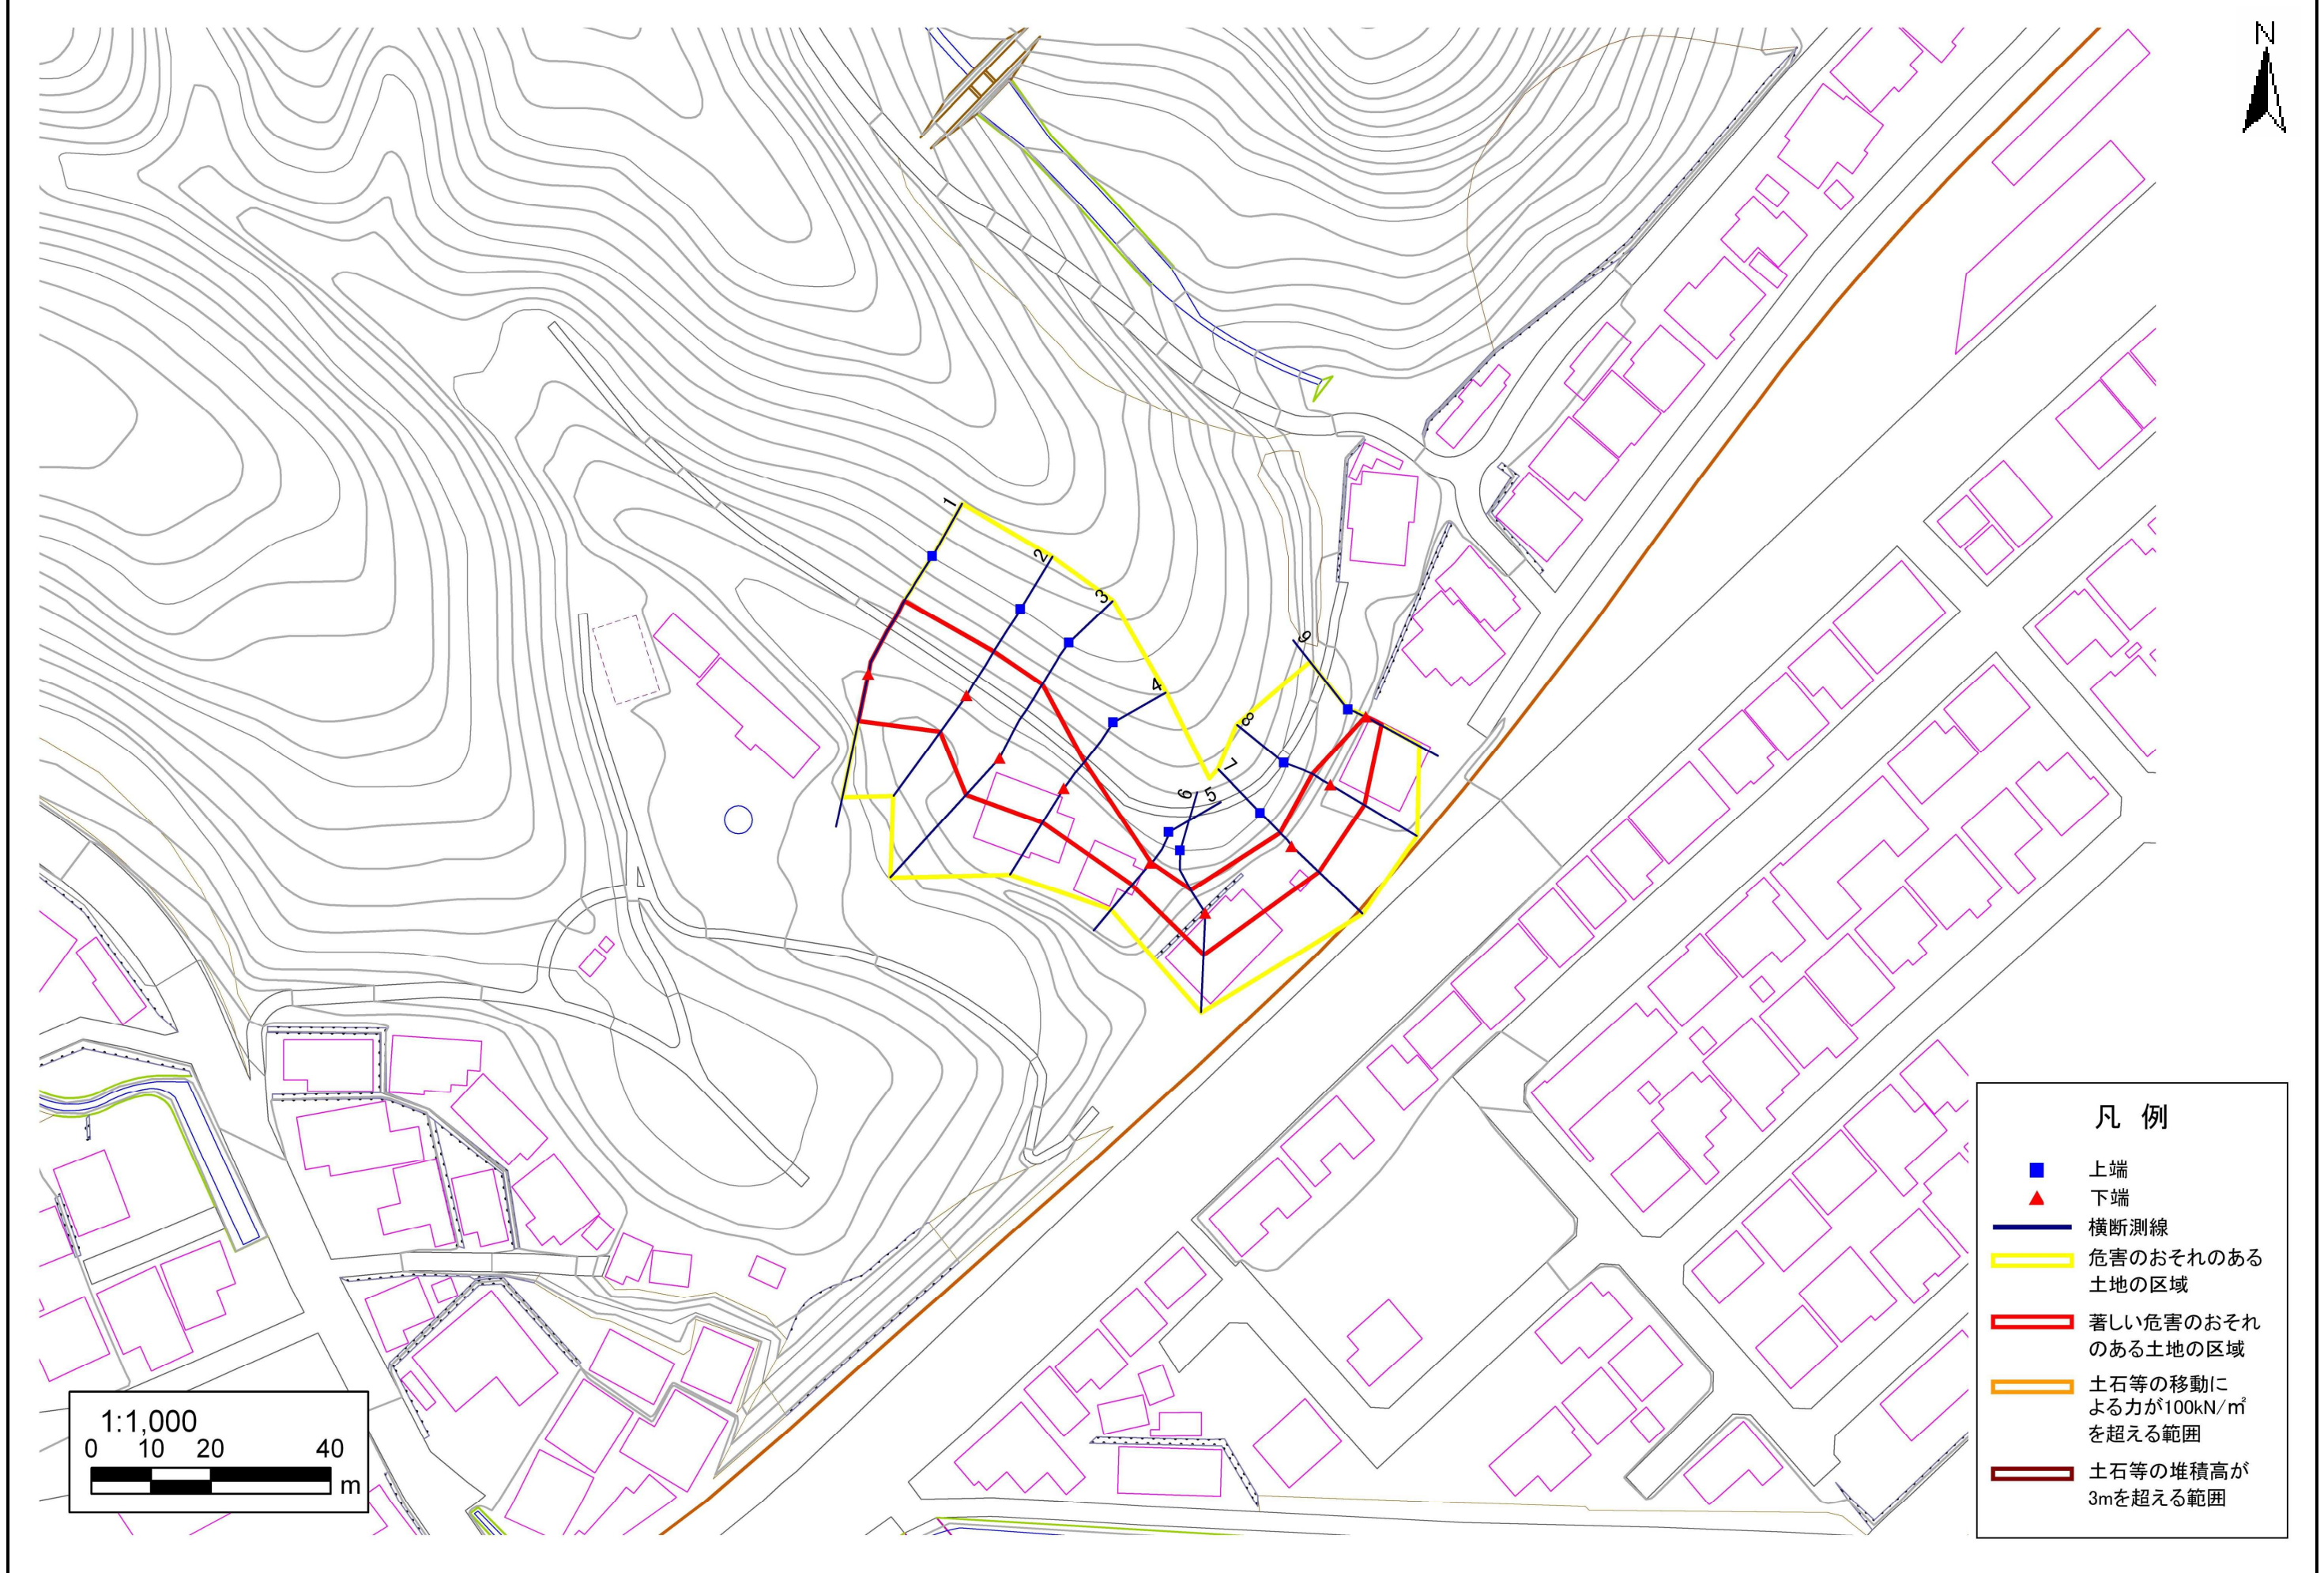 N
1
2
3
4
9
8
7
6
5
凡 例
上端
下端
横断測線
危害のおそれのある
土地の区域
著しい危害のおそれ
のある土地の区域
土石等の移動に
よる力が100kN/㎡
を超える範囲
土石等の堆積高が
3mを超える範囲
1:1,000
0 10 20 40
m